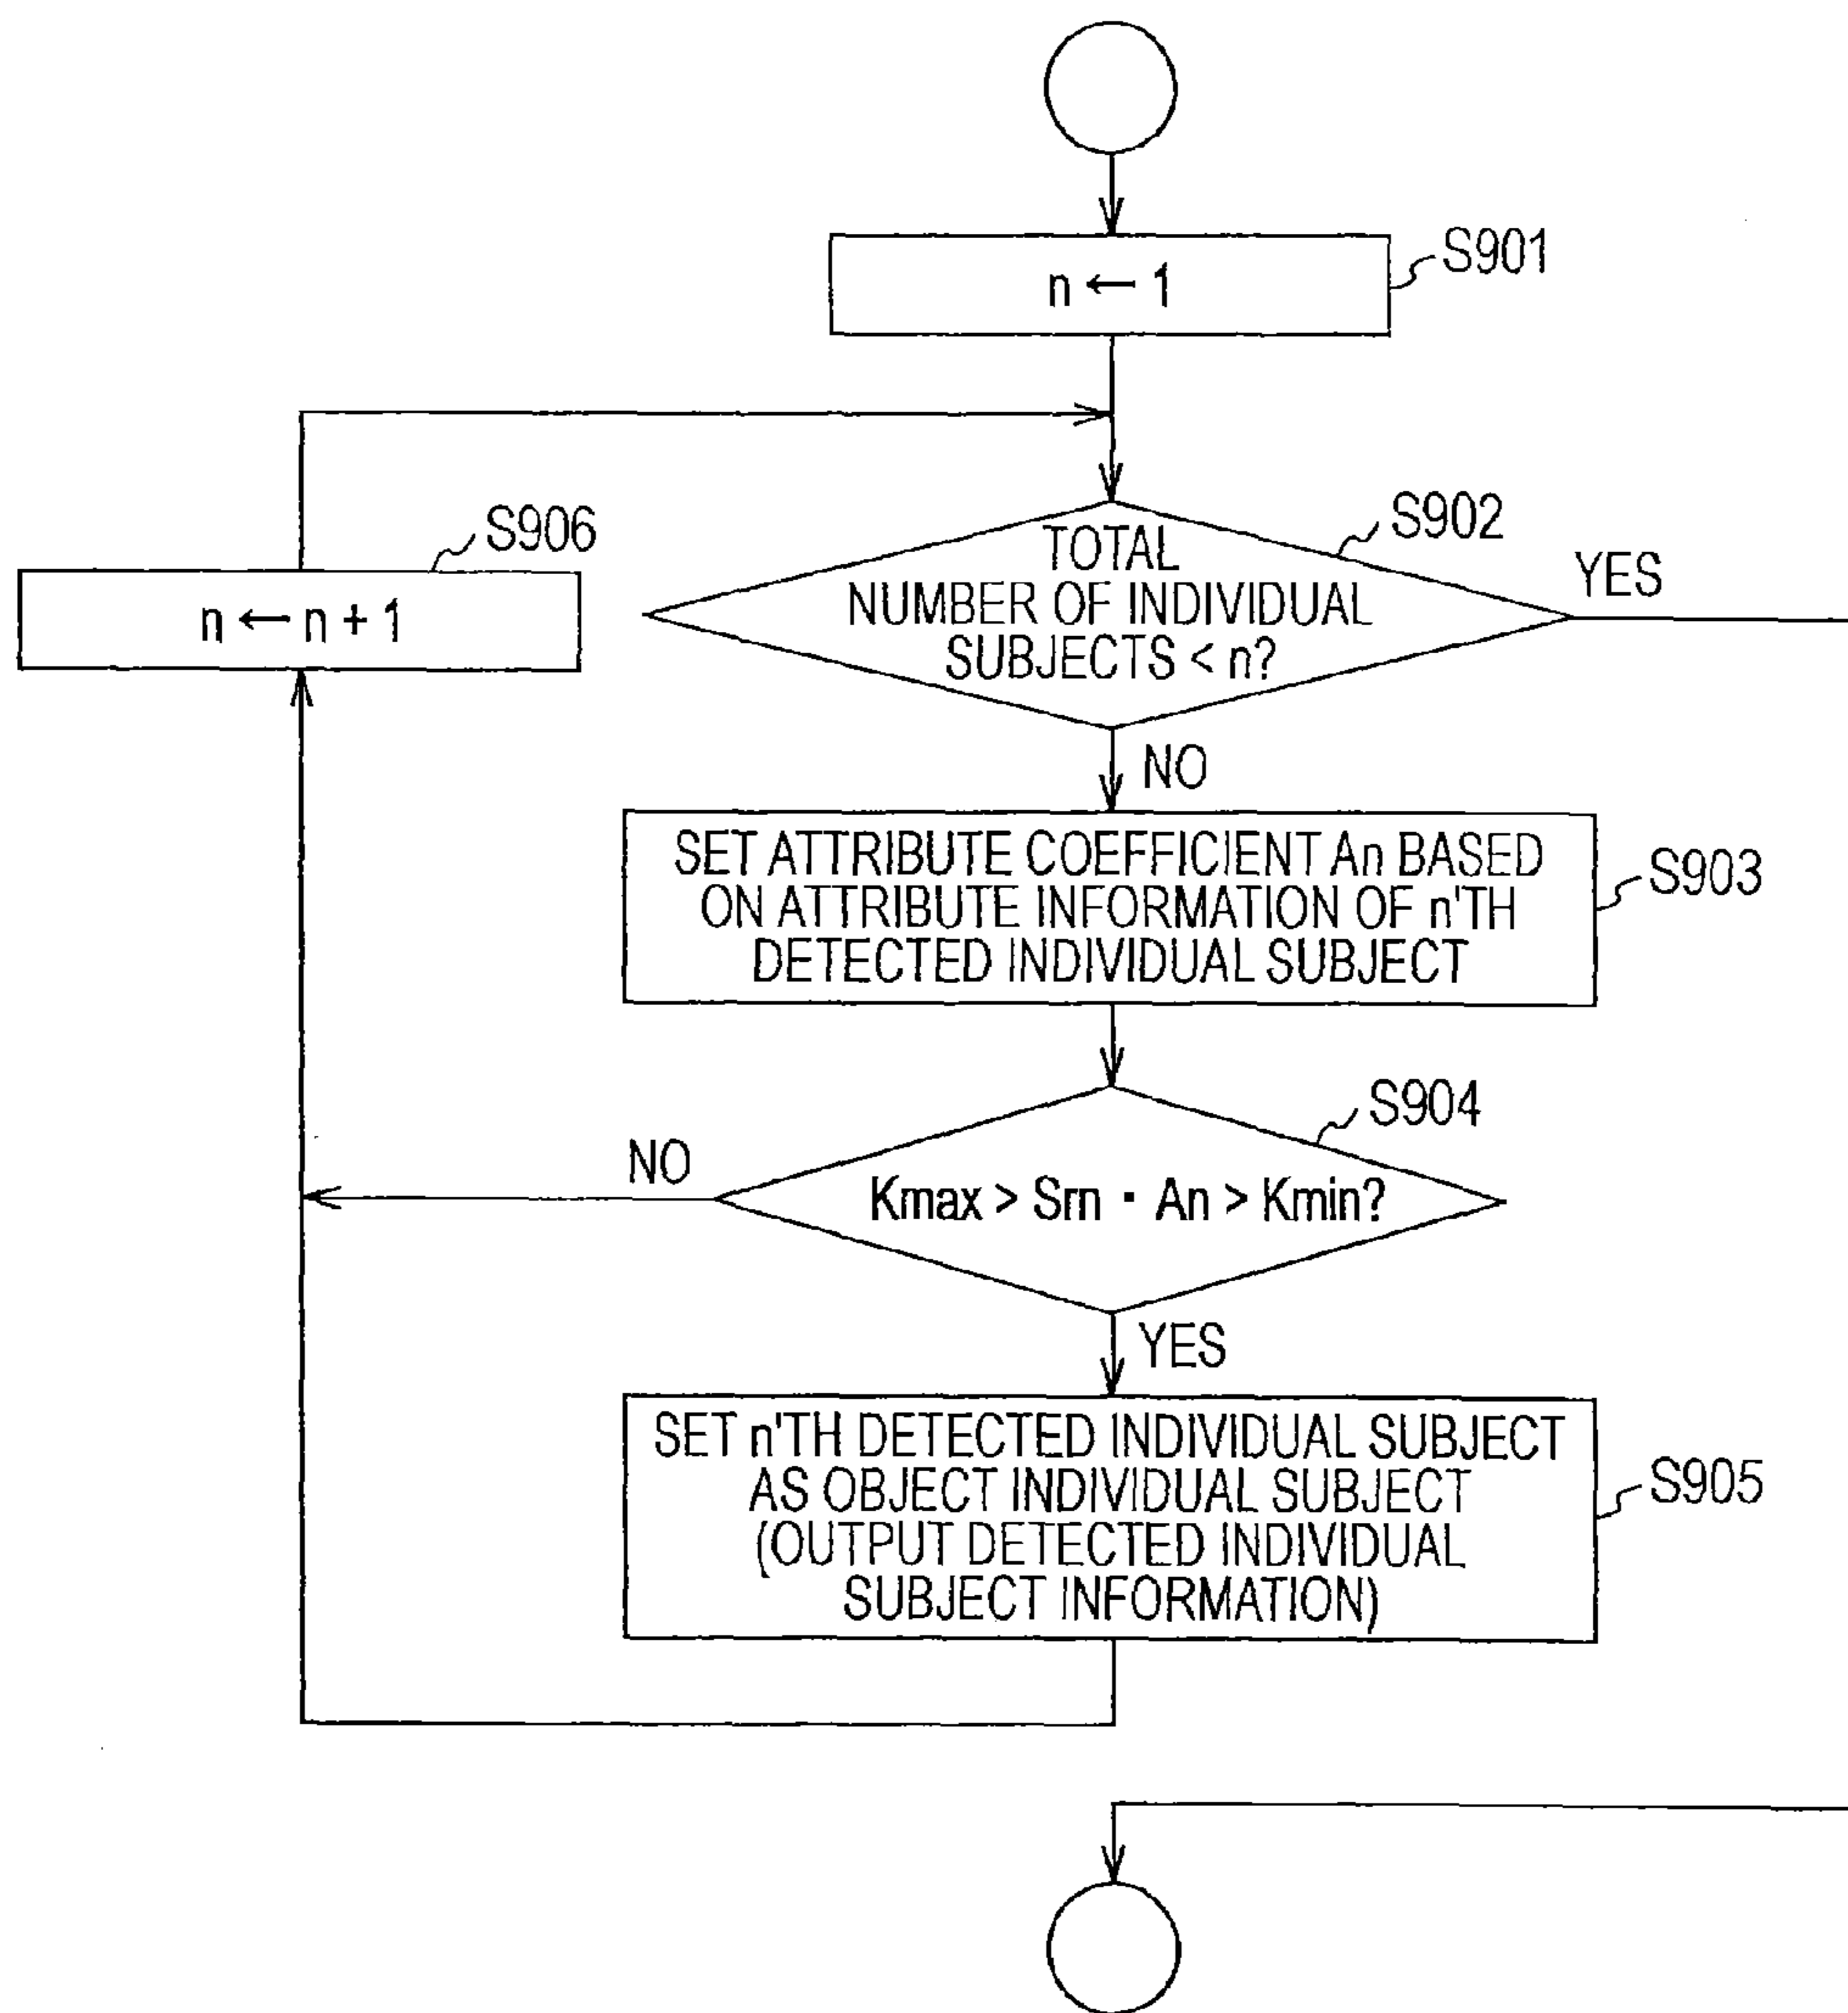 S901
n ← 1
S906
n ← n + 1
S902
TOTAL
NUMBER OF INDIVIDUAL
SUBJECTS < n?
YES
NO
SET ATTRIBUTE COEFFICIENT An BASED
ON ATTRIBUTE INFORMATION OF n'TH
DETECTED INDIVIDUAL SUBJECT
S903
S904
NO
Kmax > Srn · An > Kmin?
YES
SET n'TH DETECTED INDIVIDUAL SUBJECT
AS OBJECT INDIVIDUAL SUBJECT
(OUTPUT DETECTED INDIVIDUAL
SUBJECT INFORMATION)
S905